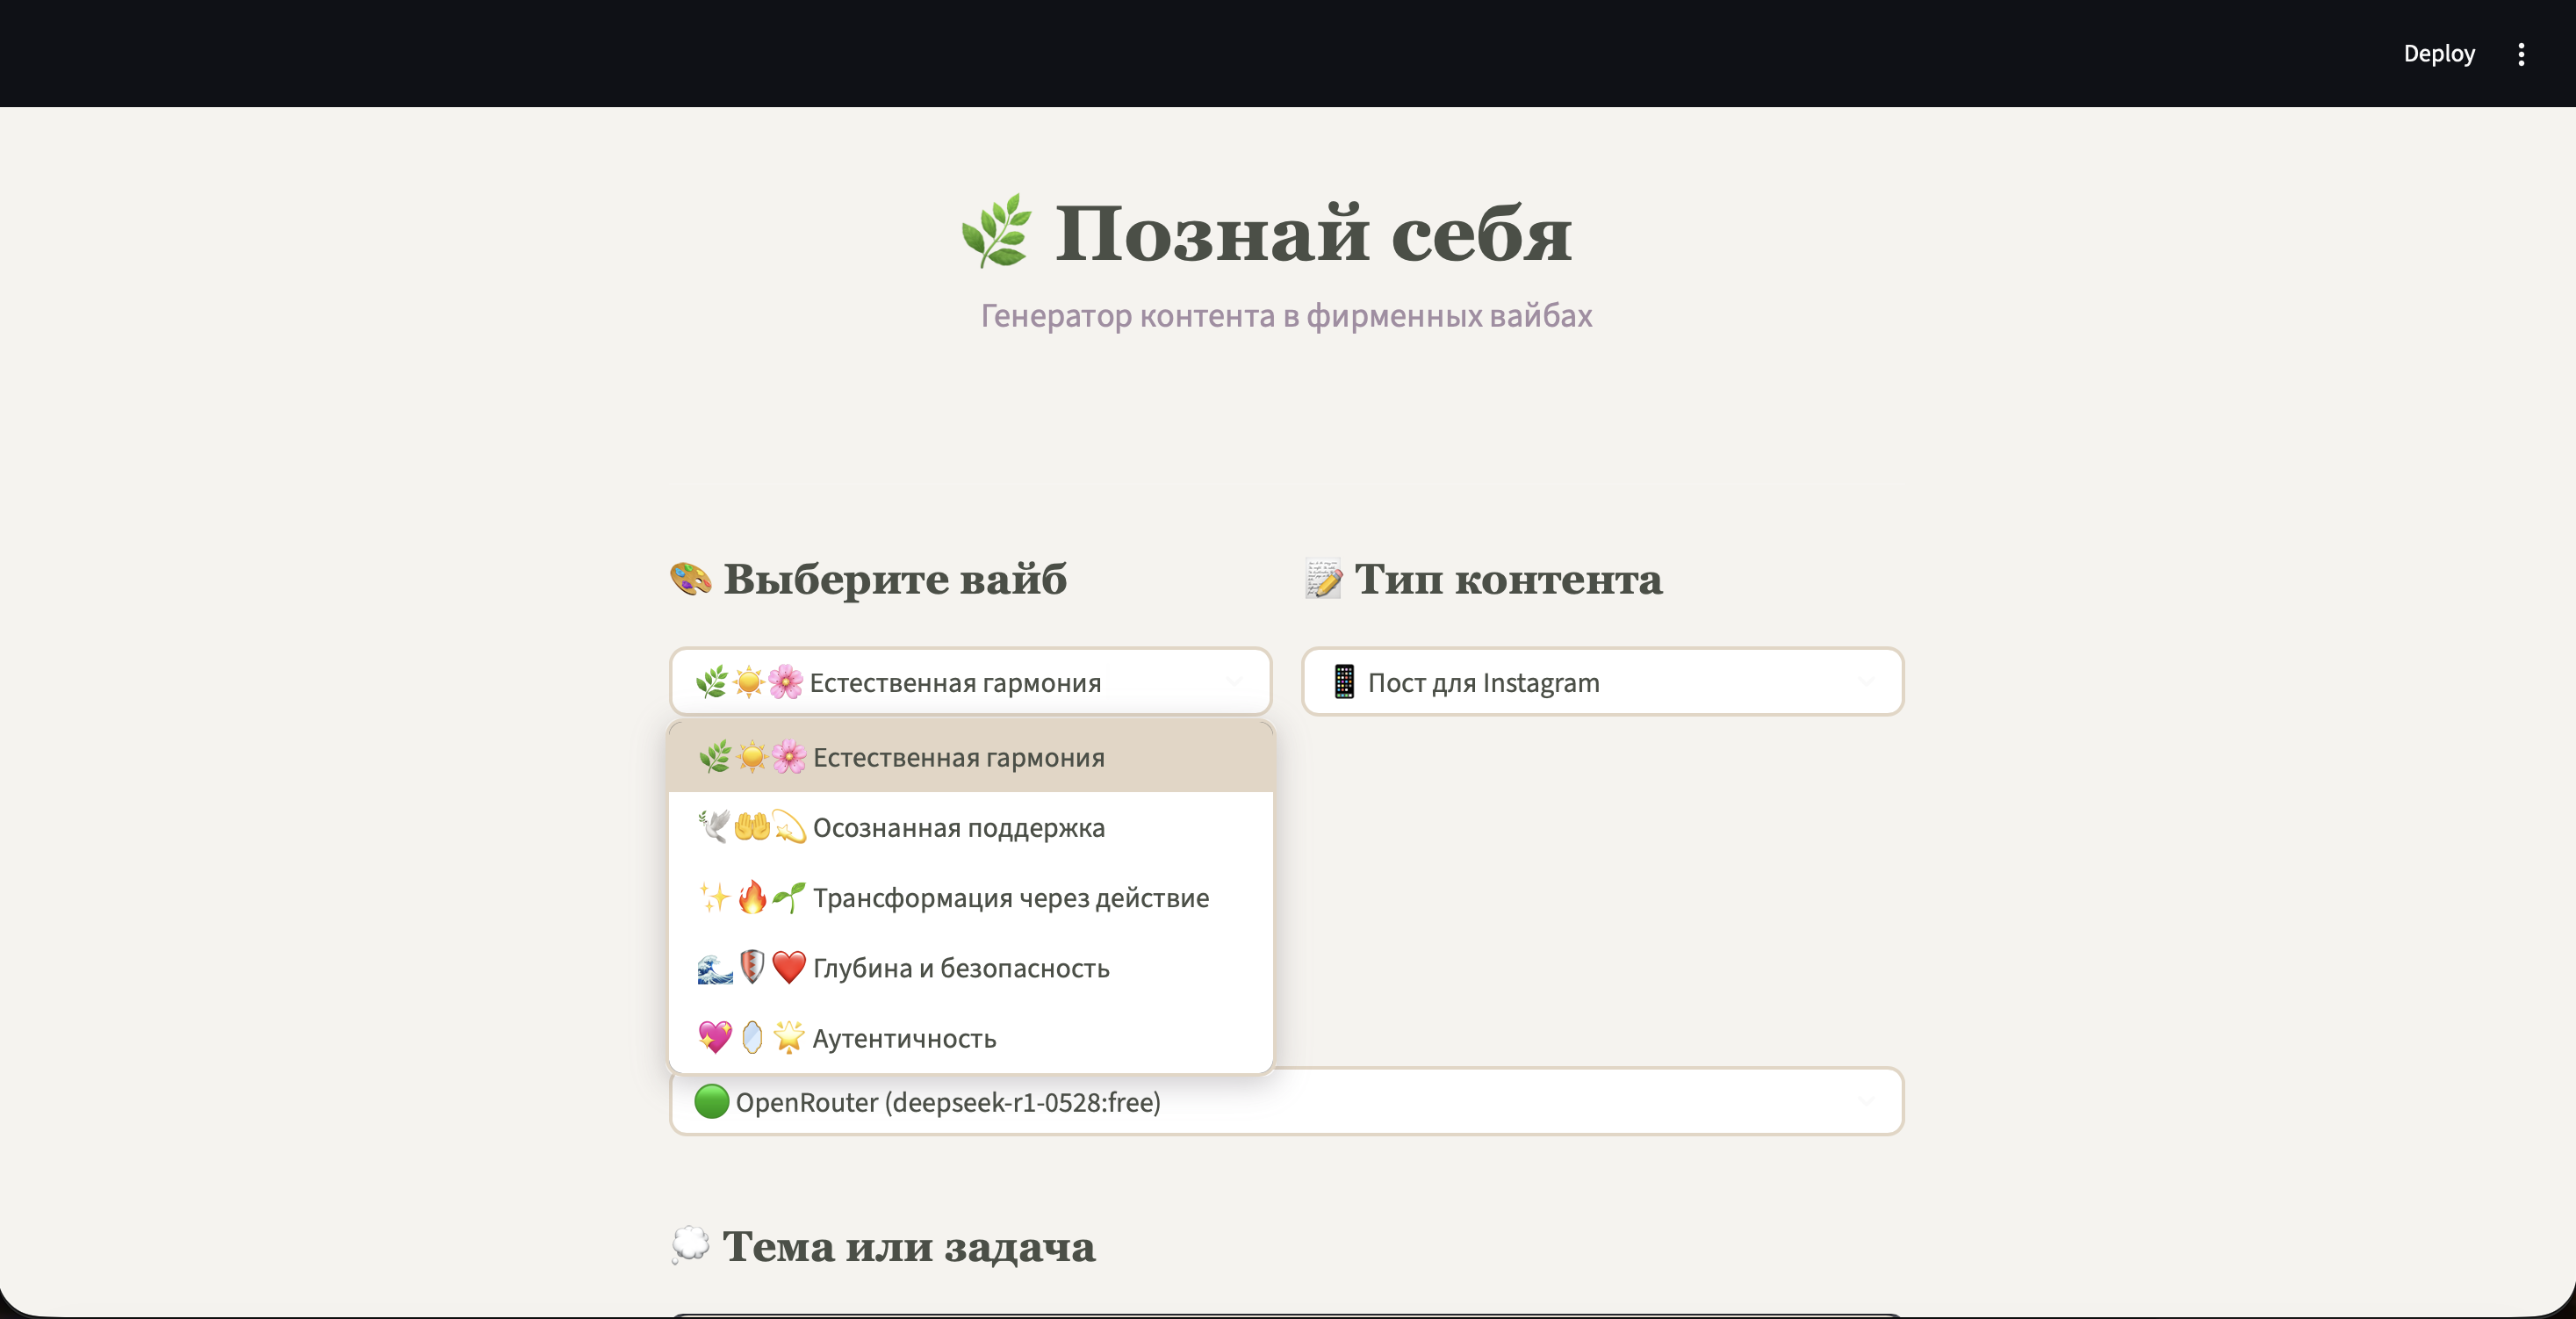 Deploy
🌿 Познай себя
Генератор контента в фирменных вайбах
🎨 Выберите вайб
📝 Тип контента
🌿☀️🌸 Естественная гармония
📱 Пост для Instagram
🌿☀️🌸 Естественная гармония
🕊️🤲💫 Осознанная поддержка
✨🔥🌱 Трансформация через действие
🌊🛡️❤️ Глубина и безопасность
💖🪞🌟 Аутентичность
🟢 OpenRouter (deepseek-r1-0528:free)
💭 Тема или задача